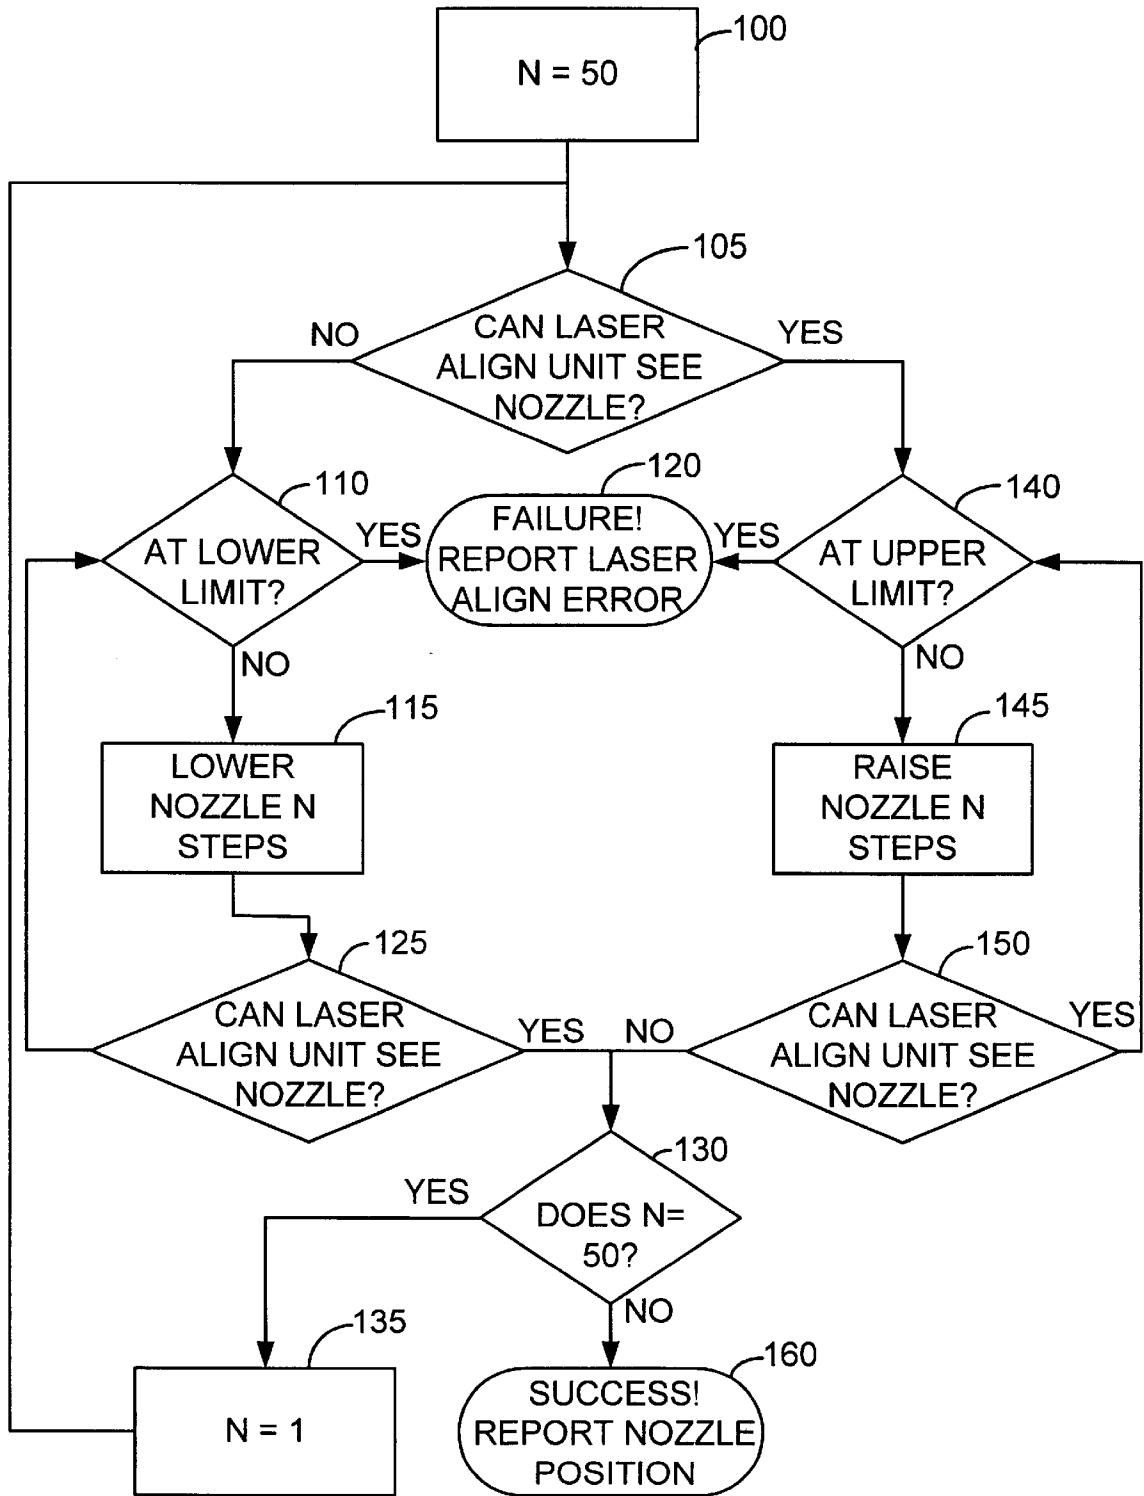 100
N = 50
105
CAN LASER
ALIGN UNIT SEE
NOZZLE?
NO
YES
110
AT LOWER
LIMIT?
YES
NO
120
FAILURE!
REPORT LASER
ALIGN ERROR
140
AT UPPER
LIMIT?
YES
NO
115
LOWER
NOZZLE N
STEPS
145
RAISE
NOZZLE N
STEPS
125
CAN LASER
ALIGN UNIT SEE
NOZZLE?
YES
150
CAN LASER
ALIGN UNIT SEE
NOZZLE?
NO
YES
130
DOES N=
50?
YES
NO
135
N = 1
160
SUCCESS!
REPORT NOZZLE
POSITION